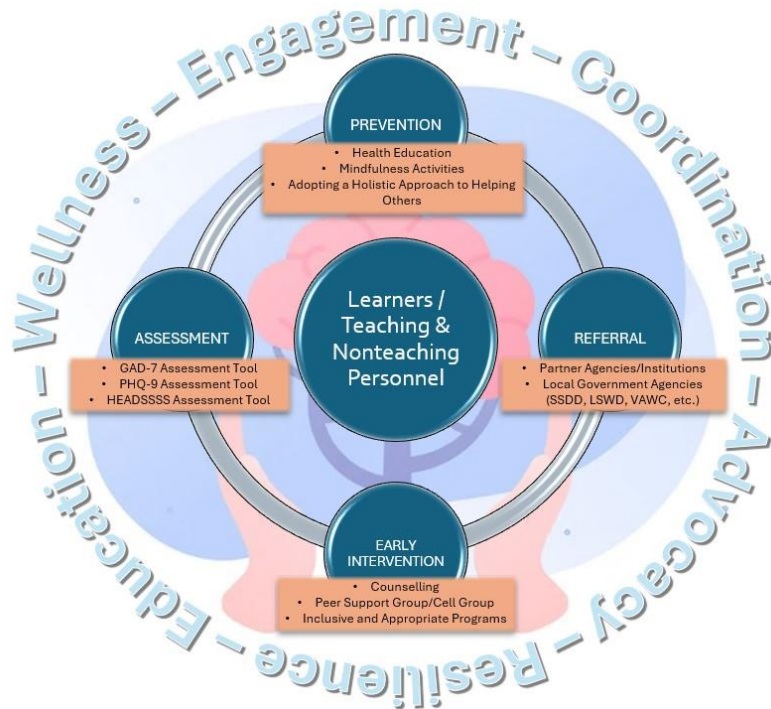 Wellness – Engagement – Coordination – Advocacy – Resilience – Education –
PREVENTION
• Health Education
• Mindfulness Activities
• Adopting a Holistic Approach to Helping
Others
Learners /
Teaching &
Nonteaching
Personnel
ASSESSMENT
• GAD-7 Assessment Tool
• PHQ-9 Assessment Tool
• HEADSSSS Assessment Tool
REFERRAL
• Partner Agencies/Institutions
• Local Government Agencies
(SSDD, LSWD, VAWC, etc.)
EARLY
INTERVENTION
• Counselling
• Peer Support Group/Cell Group
• Inclusive and Appropriate Programs